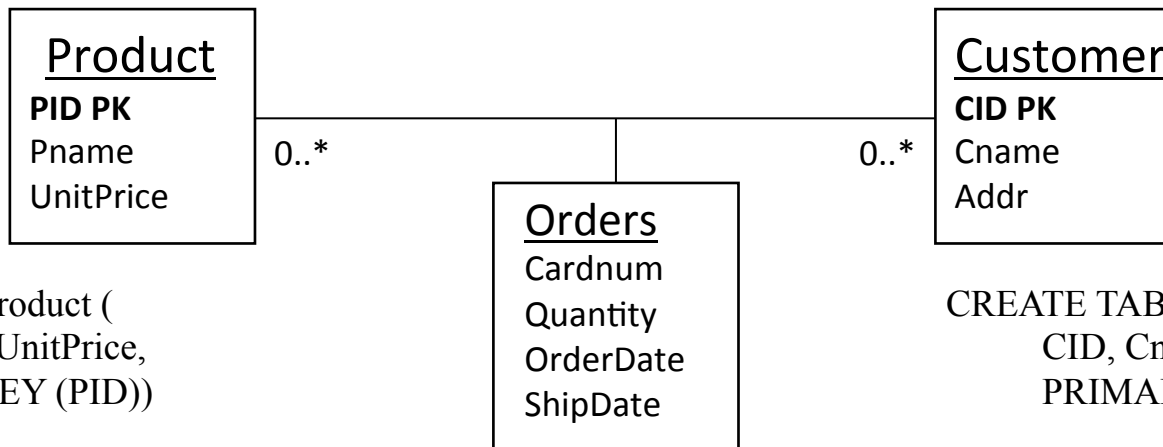 Product
PID PK
Pname
UnitPrice
0..*
0..*
Customer
CID PK
Cname
Addr
Orders
Cardnum
Quantity
OrderDate
ShipDate
roduct (
UnitPrice,
EY (PID))
CREATE TAB
CID, Cn
PRIMA